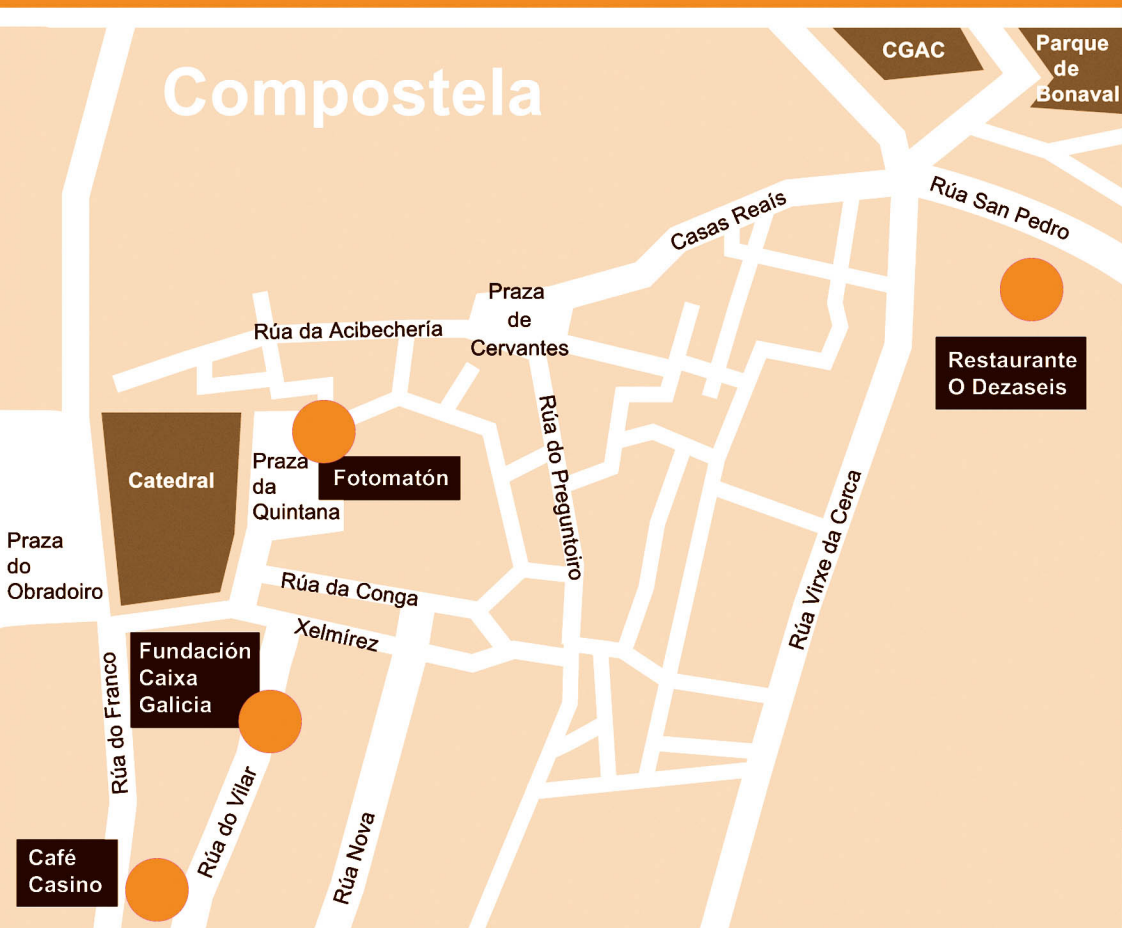 Compostela
CGAC
Parque
de
Bonaval
Rúa San Pedro
Casas Reaís
Praza
de
Cervantes
Rúa da Acibechería
Restaurante
O Dezaseis
Rúa do Preguntoiro
Catedral
Praza
da
Quintana
Fotomatón
Rúa Virxe da Cerca
Praza
do
Obradoiro
Rúa da Conga
Xelmírez
Fundación
Caixa
Galicia
Rúa do Franco
Rúa do Vilar
Rúa Nova
Café
Casino